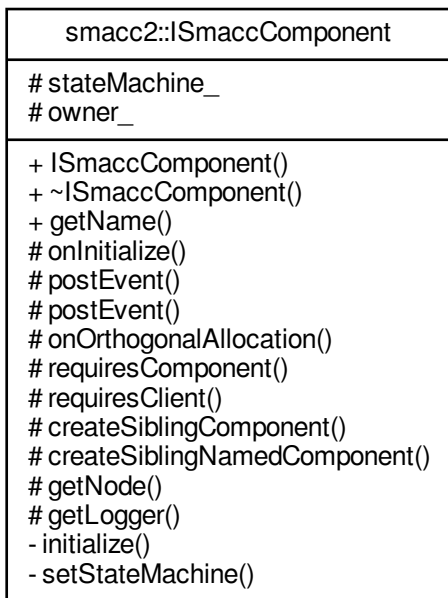 smacc2::ISmaccComponent
# stateMachine_
# owner_
+ ISmaccComponent()
+ ~ISmaccComponent()
+ getName()
# onInitialize()
# postEvent()
# postEvent()
# onOrthogonalAllocation()
# requiresComponent()
# requiresClient()
# createSiblingComponent()
# createSiblingNamedComponent()
# getNode()
# getLogger()
- initialize()
- setStateMachine()